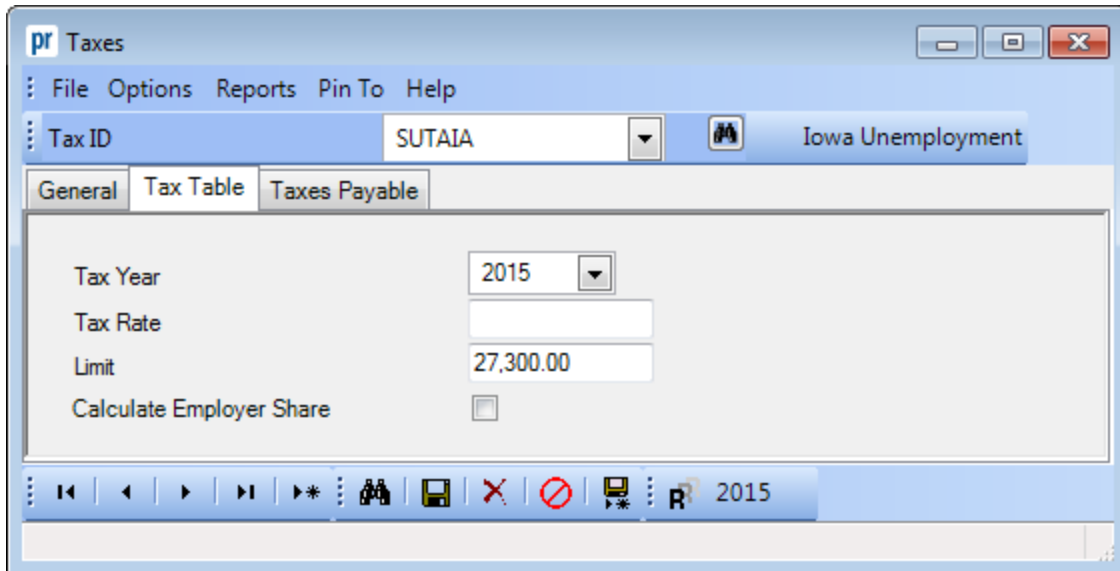 pr Taxes
File Options Reports Pin To Help
Tax ID SUTAIA Iowa Unemployment
General Tax Table Taxes Payable
Tax Year 2015
Tax Rate
Limit 27,300.00
Calculate Employer Share
R 2015